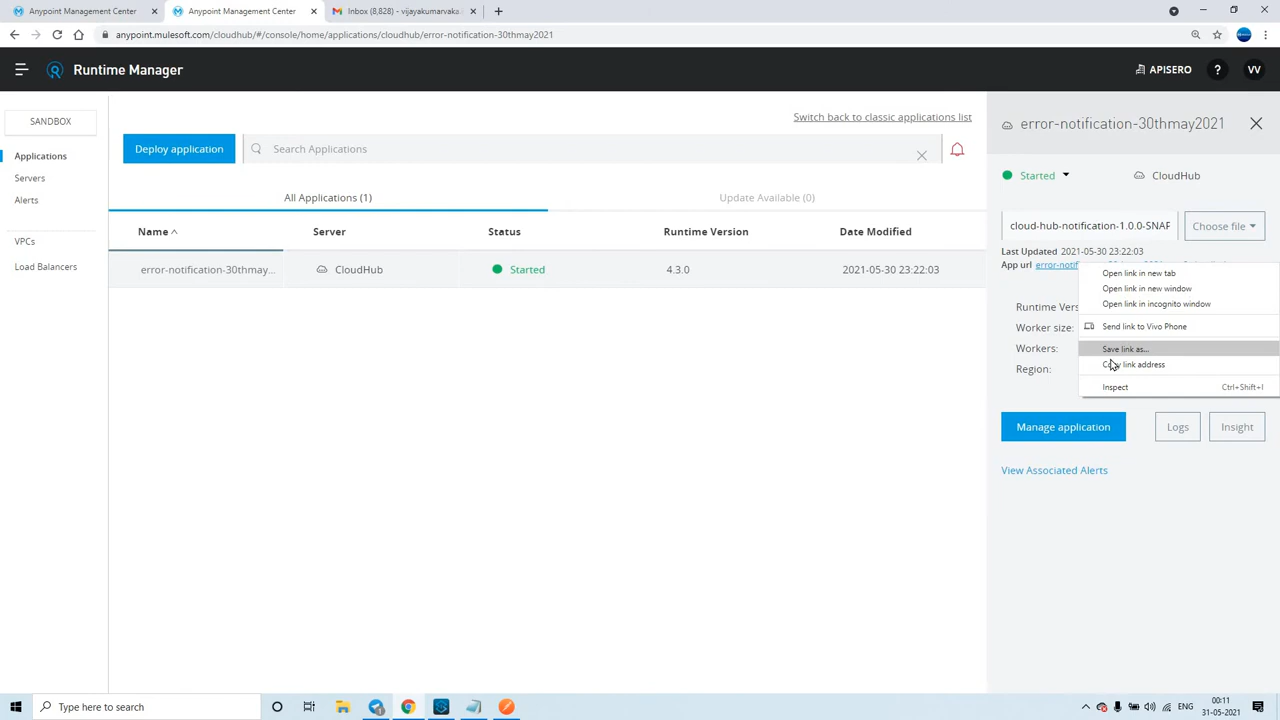 Anypoint Management Center
Anypoint Management Center
Inbox (8,828) - vijayakumarvaka.
anypoint.mulesoft.com/cloudhub/#/console/home/applications/cloudhub/error-notification-30thmay2021
Runtime Manager
APISERO
?
VV
SANDBOX
Applications
Servers
Alerts
VPCs
Load Balancers
Switch back to classic applications list
Deploy application
Search Applications
All Applications (1)
Update Available (0)
Name
Server
Status
Runtime Version
Date Modified
error-notification-30thmay...
CloudHub
Started
4.3.0
2021-05-30 23:22:03
error-notification-30thmay2021
Started
CloudHub
cloud-hub-notification-1.0.0-SNAF
Choose file
Last Updated 2021-05-30 23:22:03
App url error-notif
Runtime Ver
Worker size:
Workers:
Region:
Open link in new tab
Open link in new window
Open link in incognito window
Send link to Vivo Phone
Save link as...
Copy link address
Inspect Ctrl+Shift+I
Manage application
Logs
Insight
View Associated Alerts
Type here to search
ENG
00:11
31-05-2021